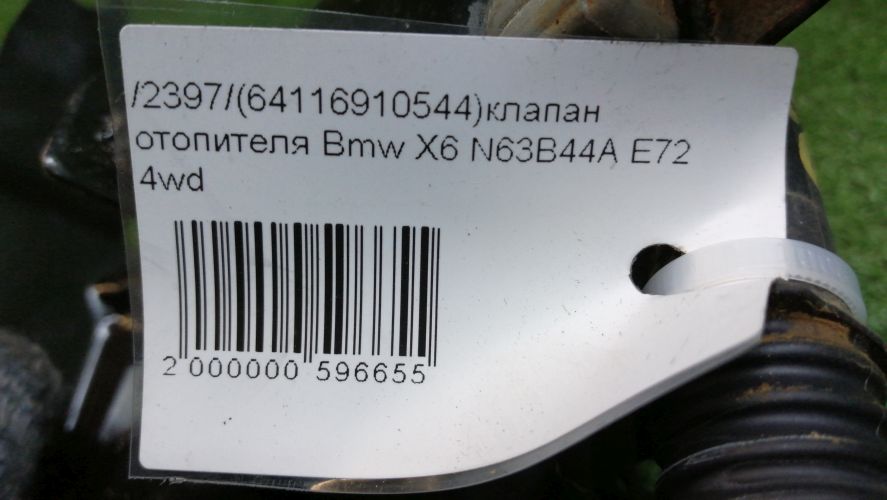 /2397/(64116910544)клапан
отопителя Bmw X6 N63B44A E72
4wd
2 000000 596655